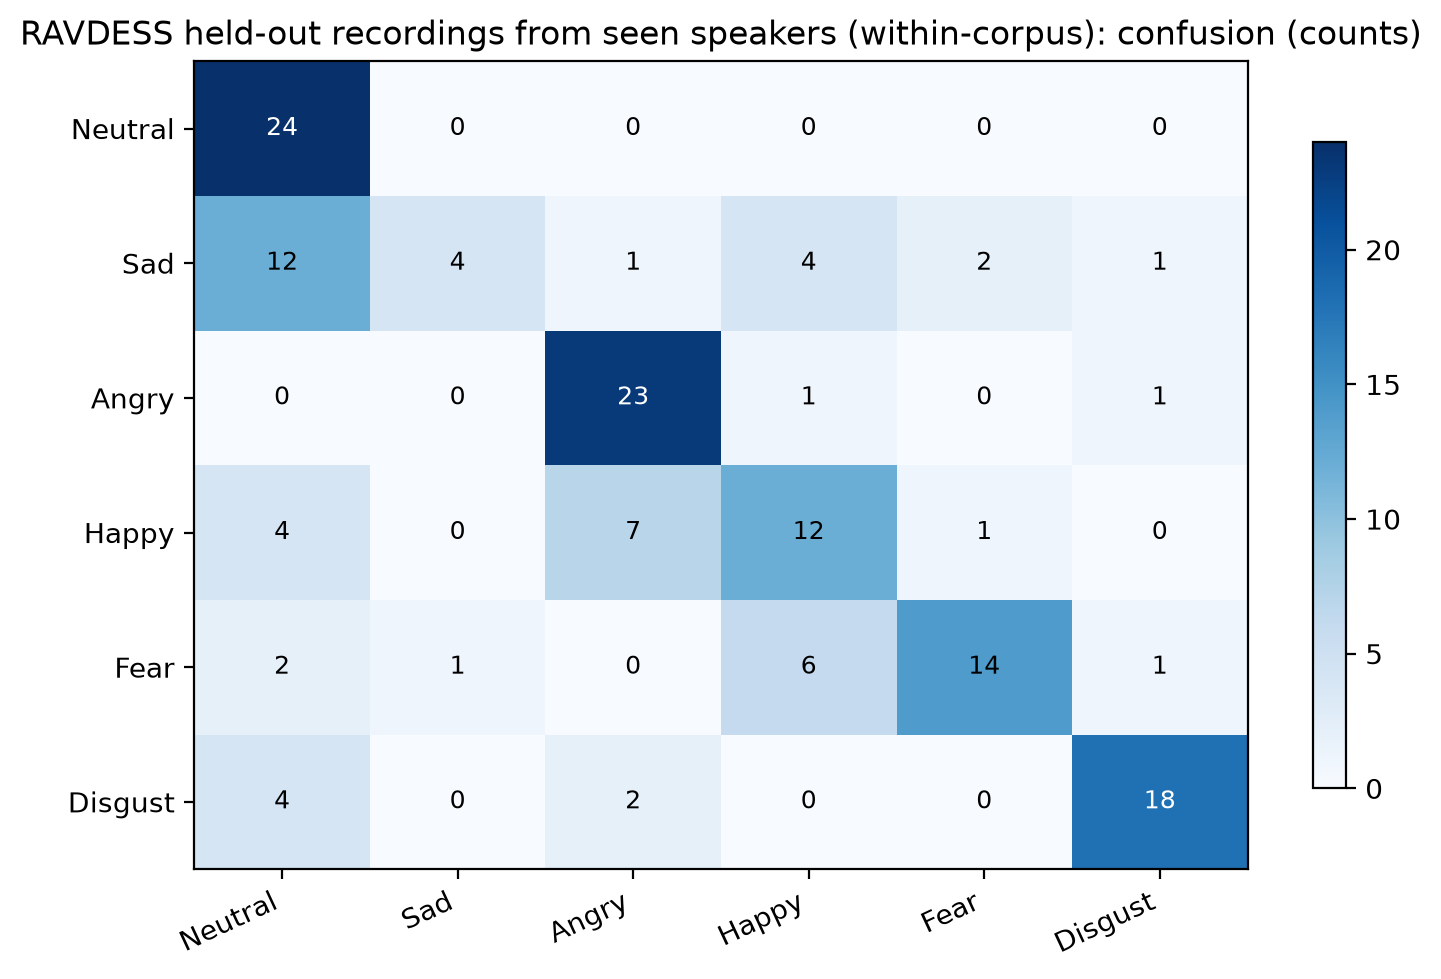 RAVDESS held-out recordings from seen speakers (within-corpus): confusion (counts)
Neutral 24 0 0 0 0 0
Sad 12 4 1 4 2 1
Angry 0 0 23 1 0 1
Happy 4 0 7 12 1 0
Fear 2 1 0 6 14 1
Disgust 4 0 2 0 0 18
Neutral Sad Angry Happy Fear Disgust
20
15
10
5
0